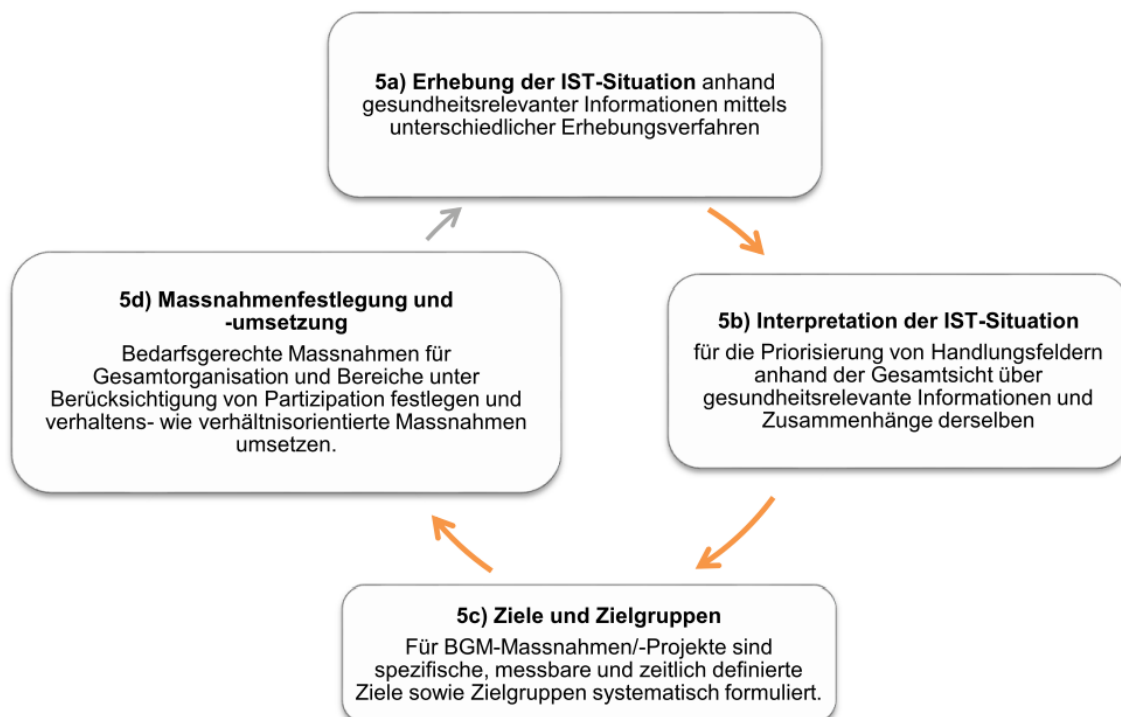 5a) Erhebung der IST-Situation anhand
gesundheitsrelevanter Informationen mittels
unterschiedlicher Erhebungsverfahren
5b) Interpretation der IST-Situation
für die Priorisierung von Handlungsfeldern
anhand der Gesamtsicht über
gesundheitsrelevante Informationen und
Zusammenhänge derselben
5c) Ziele und Zielgruppen
Für BGM-Massnahmen/-Projekte sind
spezifische, messbare und zeitlich definierte
Ziele sowie Zielgruppen systematisch formuliert.
5d) Massnahmenfestlegung und
-umsetzung
Bedarfsgerechte Massnahmen für
Gesamtorganisation und Bereiche unter
Berücksichtigung von Partizipation festlegen und
verhaltens- wie verhältnisorientierte Massnahmen
umsetzen.